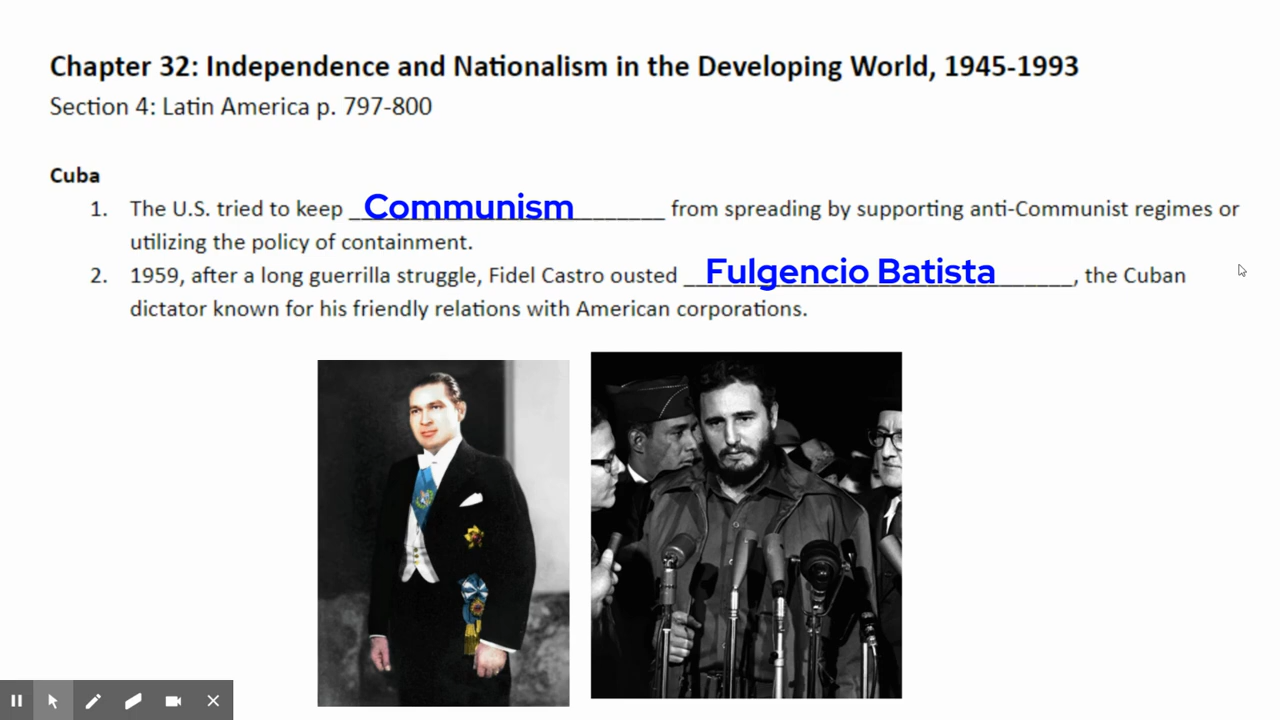 Chapter 32: Independence and Nationalism in the Developing World, 1945-1993
Section 4: Latin America p. 797-800
Cuba
1. The U.S. tried to keep Communism from spreading by supporting anti-Communist regimes or
utilizing the policy of containment.
2. 1959, after a long guerrilla struggle, Fidel Castro ousted Fulgencio Batista, the Cuban
dictator known for his friendly relations with American corporations.